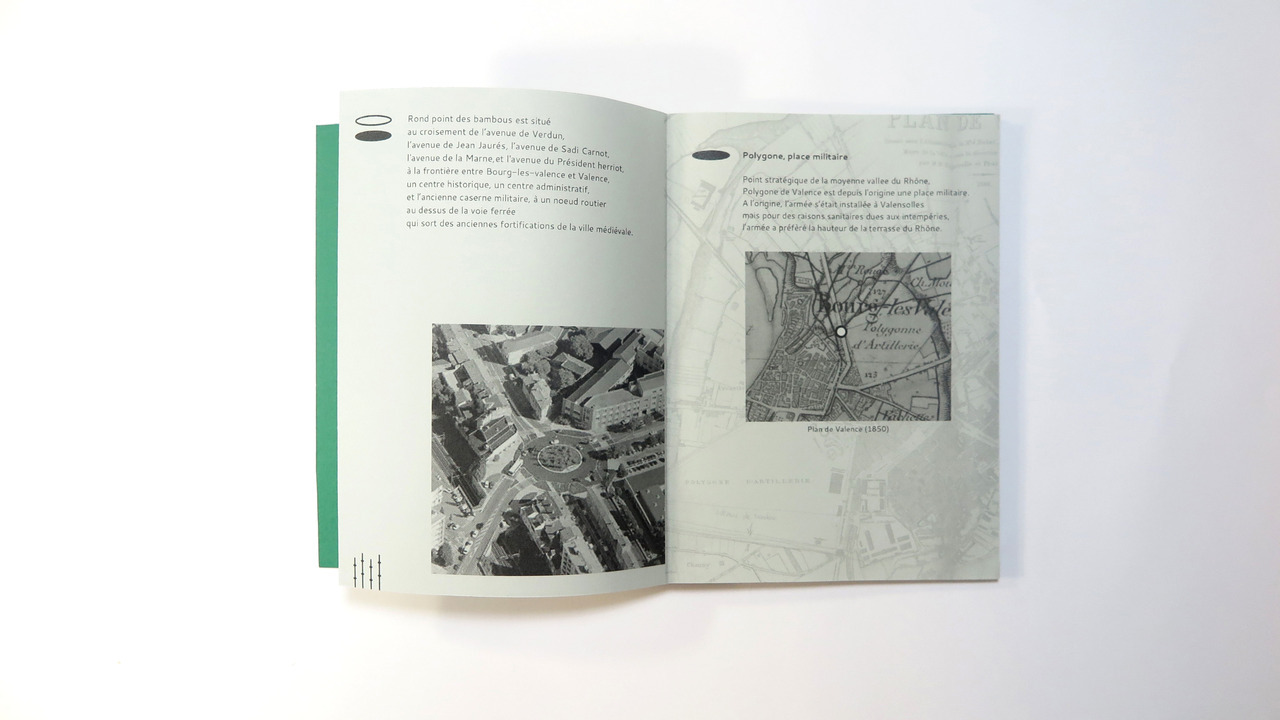 Rond point des bambous est situé
au croisement de l'avenue de Verdun,
l'avenue de Jean Jaurés, l'avenue de Sadi Carnot,
l'avenue de la Marne,et l'avenue du Président herriot,
à la frontière entre Bourg-les-valence et Valence,
un centre historique, un centre administratif,
et l'ancienne caserne militaire, à un noeud routier
au dessus de la voie ferrée
qui sort des anciennes fortifications de la ville médiévale.
PLAN DE
Polygone, place militaire
Point stratégique de la moyenne vallee du Rhône,
Polygone de Valence est depuis l'origine une place militaire.
A l'origine, l'armée s'était installée à Valensolles
mais pour des raisons sanitaires dues aux intempéries,
l'armée a préféré la hauteur de la terrasse du Rhône.
Bourg-les Vale
Polygonne
d'Artillerie
123
Plan de Valence (1850)